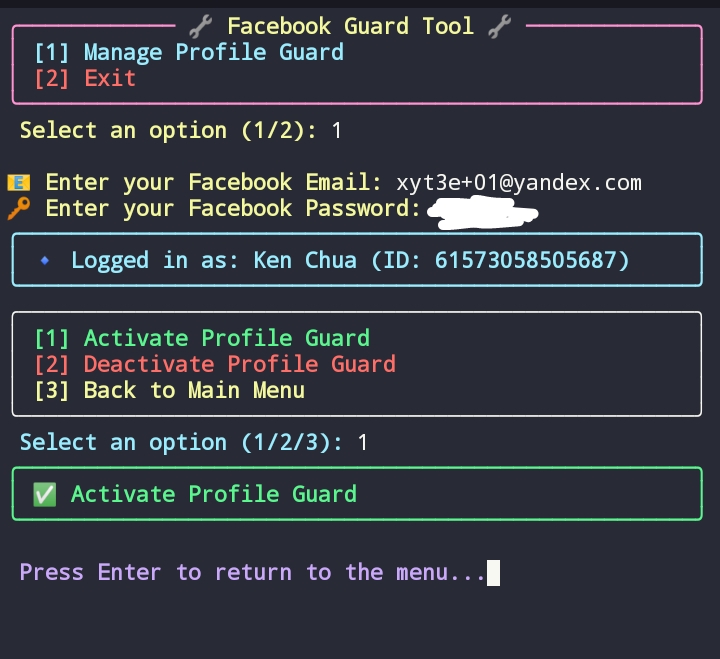 🔧 Facebook Guard Tool 🔧
[1] Manage Profile Guard
[2] Exit
Select an option (1/2): 1
📧 Enter your Facebook Email: xyt3e+01@yandex.com
🔑 Enter your Facebook Password:
🔹 Logged in as: Ken Chua (ID: 61573058505687)
[1] Activate Profile Guard
[2] Deactivate Profile Guard
[3] Back to Main Menu
Select an option (1/2/3): 1
✅ Activate Profile Guard
Press Enter to return to the menu...